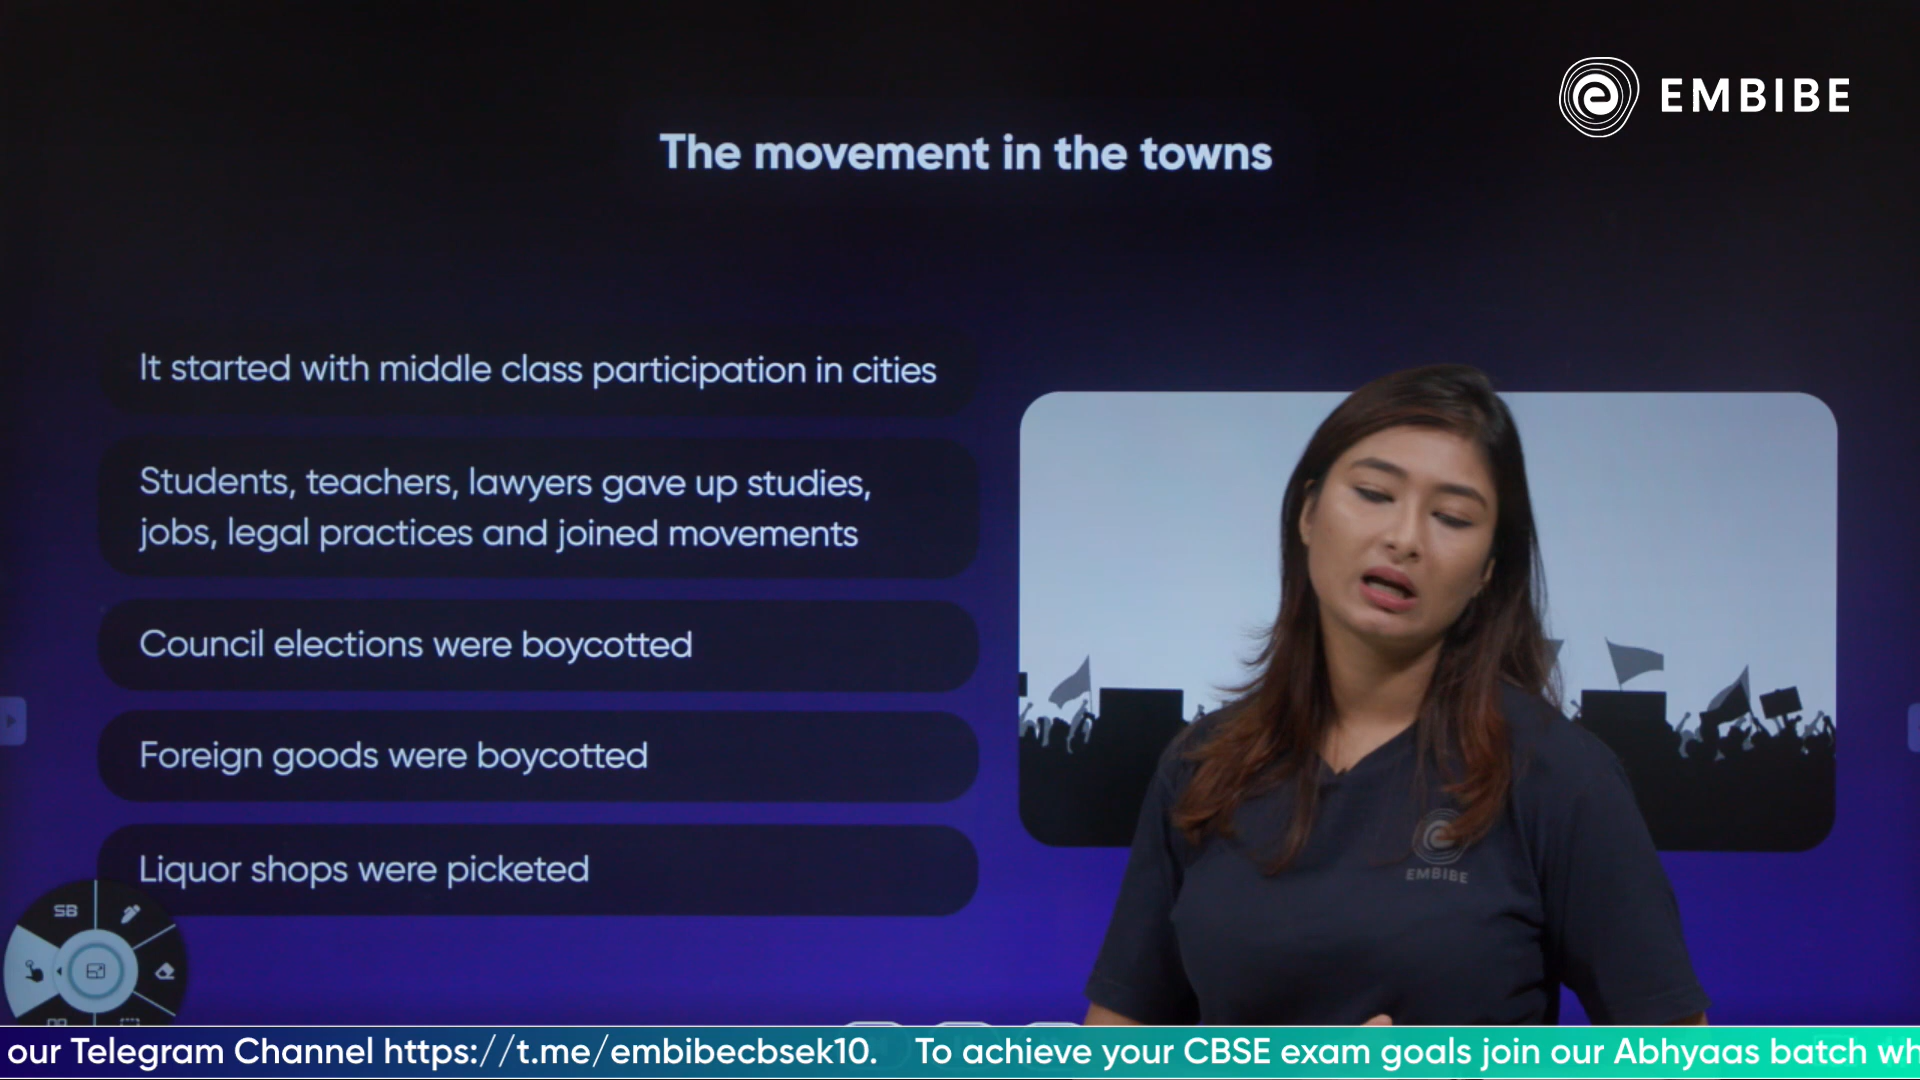 EMBIBE
The movement in the towns
It started with middle class participation in cities
Students, teachers, lawyers gave up studies,
jobs, legal practices and joined movements
Council elections were boycotted
Foreign goods were boycotted
Liquor shops were picketed
EMBIBE
SB
our Telegram Channel https://t.me/embibecbsek10. To achieve your CBSE exam goals join our Abhyaas batch wh